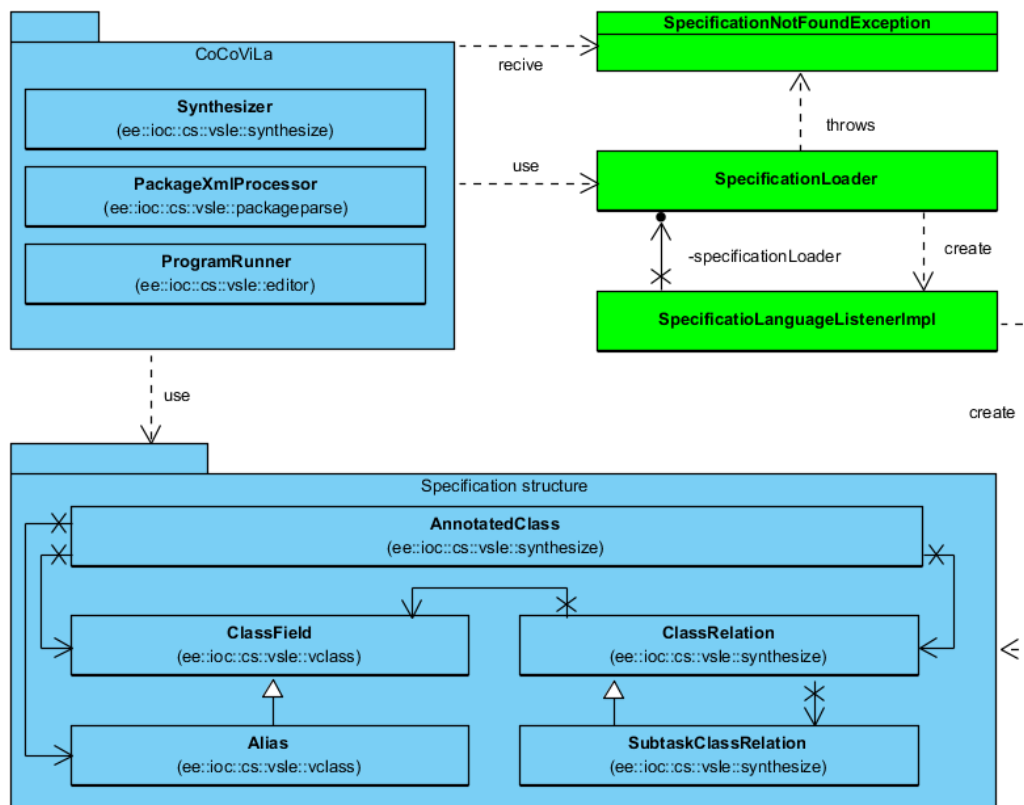 CoCoViLa
Synthesizer
(ee::ioc::cs::vsle::synthesize)
PackageXmlProcessor
(ee::ioc::cs::vsle::packageparse)
ProgramRunner
(ee::ioc::cs::vsle::editor)
recive
SpecificationNotFoundException
throws
use
SpecificationLoader
-specificationLoader
create
SpecificatioLanguageListenerImpl
use
create
Specification structure
AnnotatedClass
(ee::ioc::cs::vsle::synthesize)
ClassField
(ee::ioc::cs::vsle::vclass)
ClassRelation
(ee::ioc::cs::vsle::synthesize)
Alias
(ee::ioc::cs::vsle::vclass)
SubtaskClassRelation
(ee::ioc::cs::vsle::synthesize)